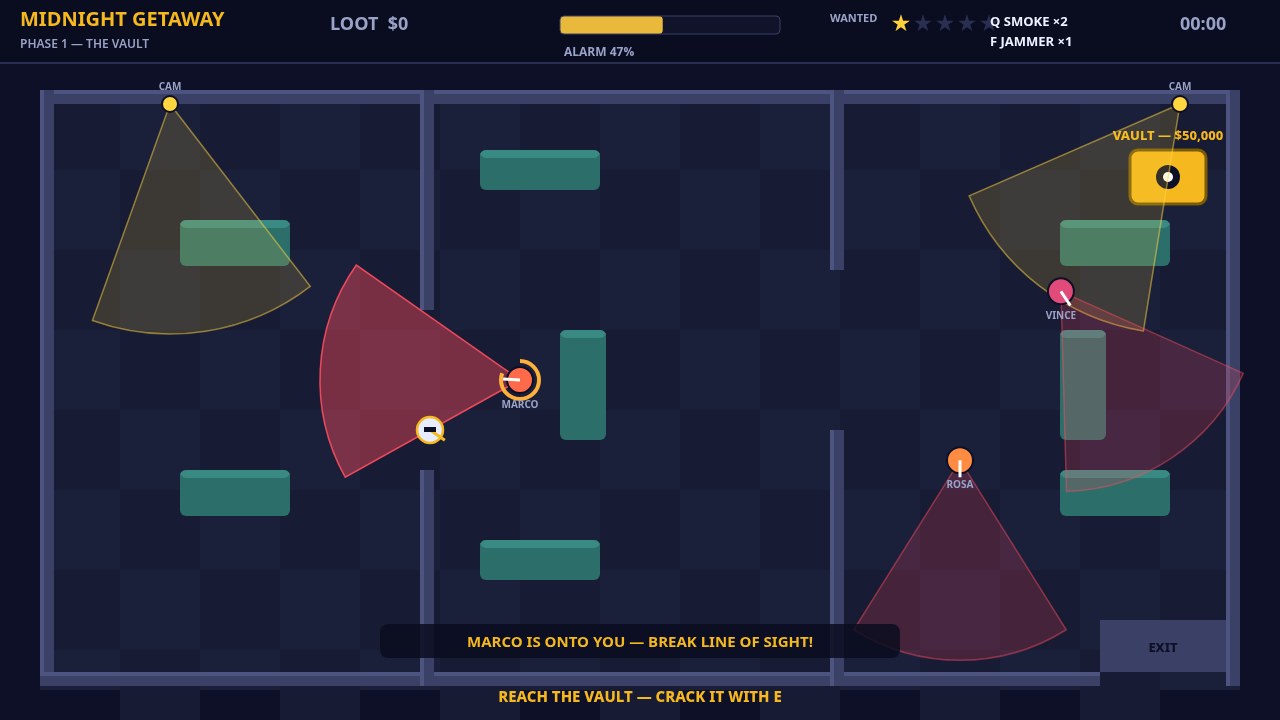 MIDNIGHT GETAWAY
PHASE 1 — THE VAULT
LOOT $0
ALARM 47%
WANTED
Q SMOKE ×2
F JAMMER ×1
00:00
CAM
CAM
VAULT — $50,000
VINCE
MARCO
ROSA
MARCO IS ONTO YOU — BREAK LINE OF SIGHT!
EXIT
REACH THE VAULT — CRACK IT WITH E